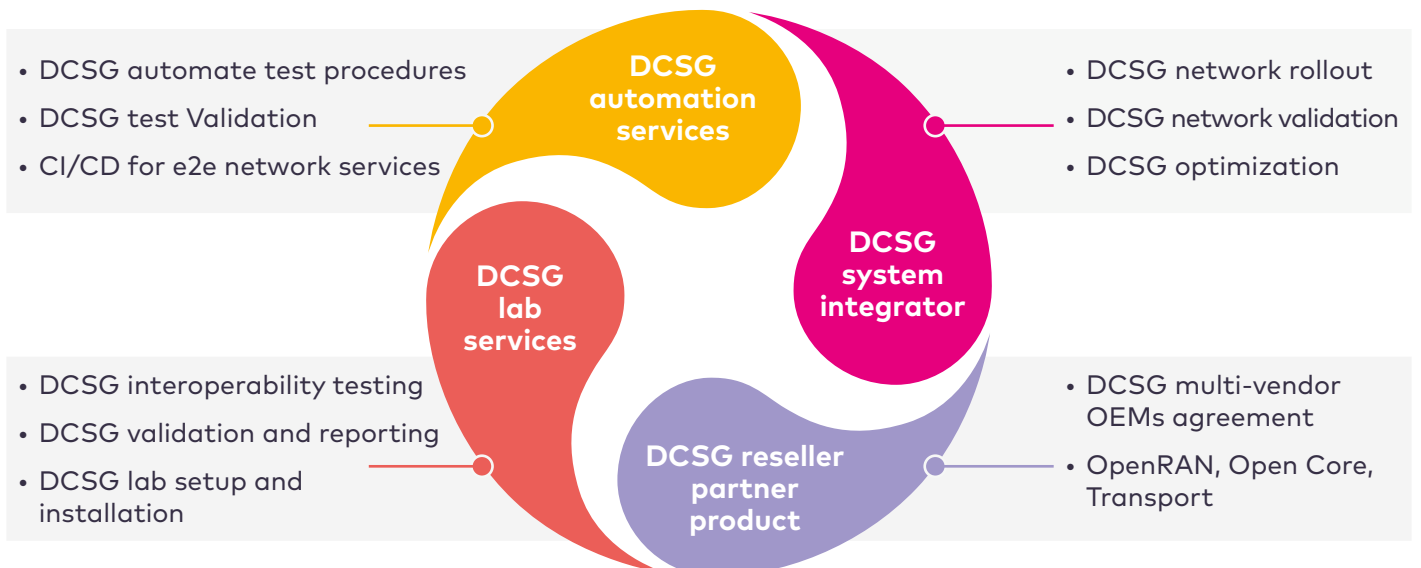 • DCSG automate test procedures
• DCSG test Validation
• CI/CD for e2e network services
DCSG
automation
services
• DCSG network rollout
• DCSG network validation
• DCSG optimization
DCSG
lab
services
DCSG
system
integrator
• DCSG interoperability testing
• DCSG validation and reporting
• DCSG lab setup and
installation
DCSG reseller
partner
product
• DCSG multi-vendor
OEMs agreement
• OpenRAN, Open Core,
Transport